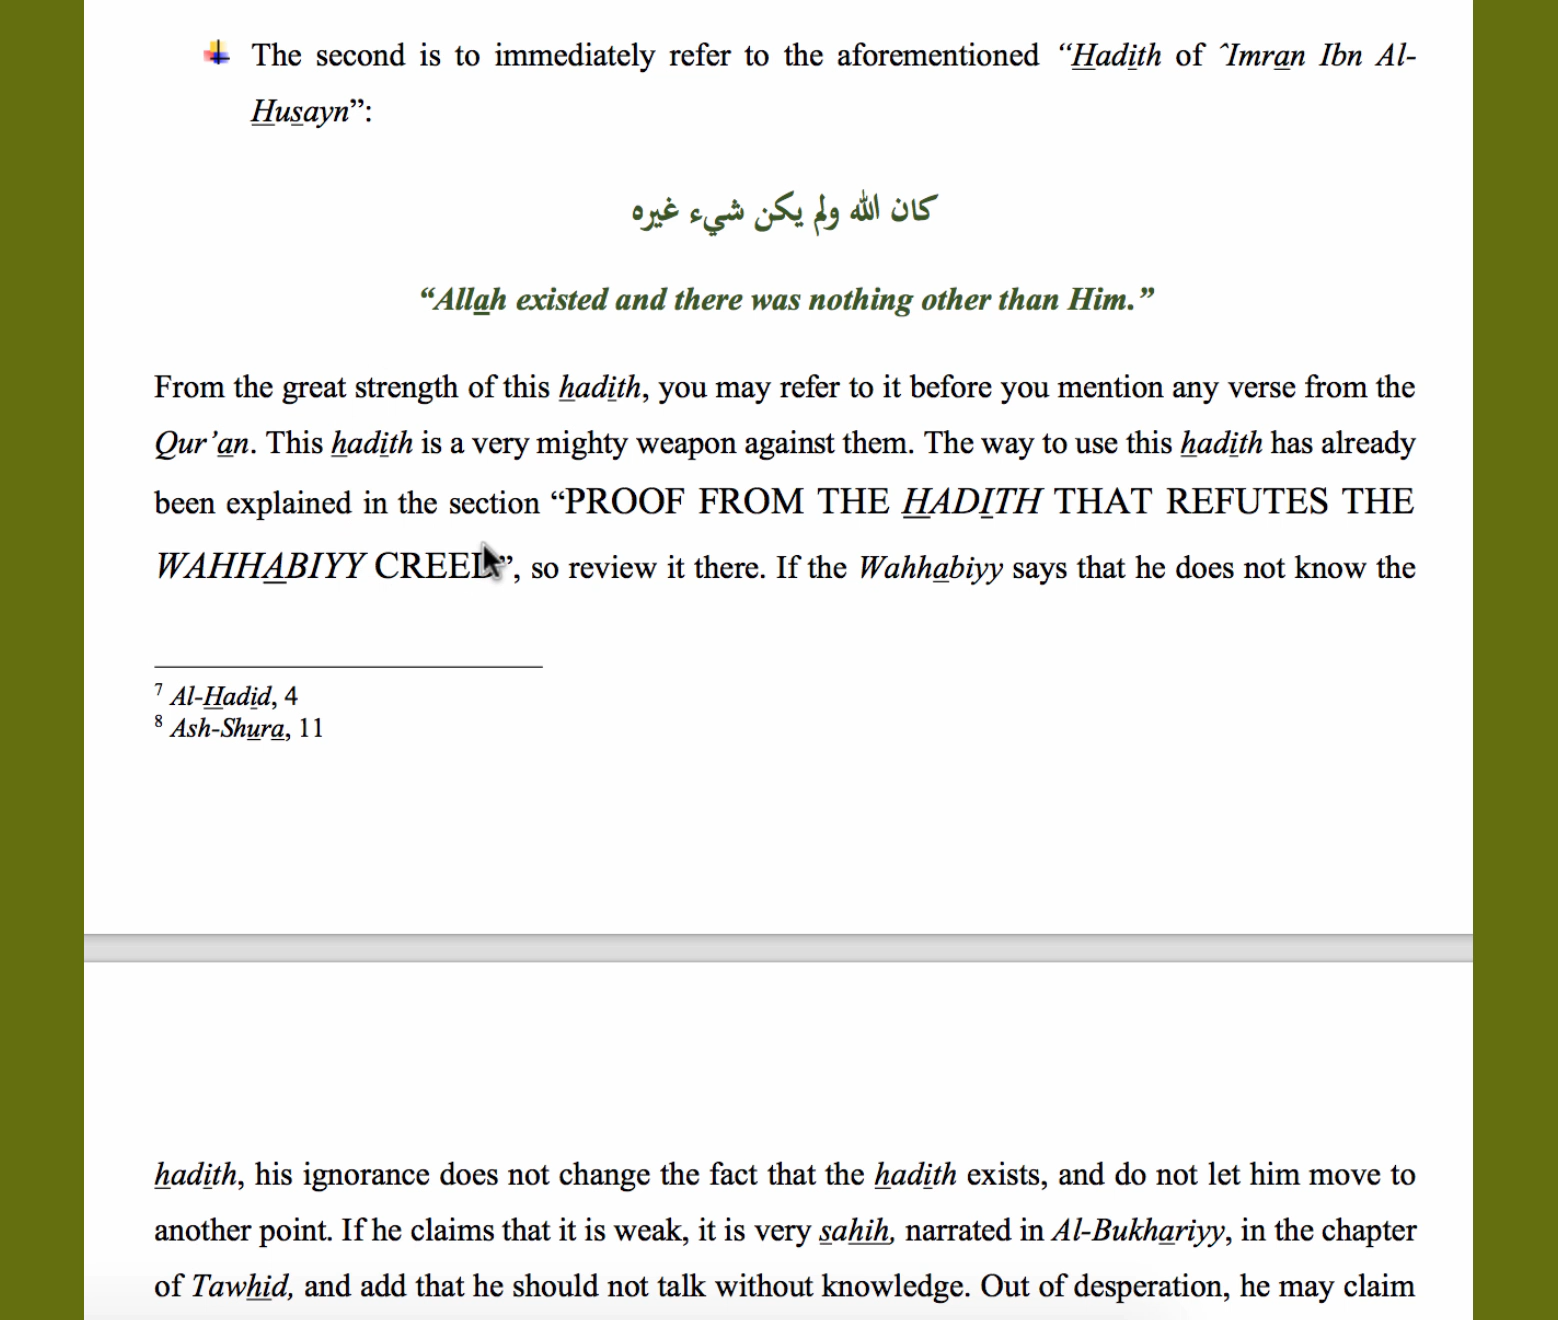 The second is to immediately refer to the aforementioned “Hadith of ˆImran Ibn Al-
Husayn”:
كان الله ولم يكن شيء غيره
“Allah existed and there was nothing other than Him.”
From the great strength of this hadith, you may refer to it before you mention any verse from the
Qur’an. This hadith is a very mighty weapon against them. The way to use this hadith has already
been explained in the section “PROOF FROM THE HADITH THAT REFUTES THE
WAHHABIYY CREED”, so review it there. If the Wahhabiyy says that he does not know the
7 Al-Hadid, 4
8 Ash-Shura, 11
hadith, his ignorance does not change the fact that the hadith exists, and do not let him move to
another point. If he claims that it is weak, it is very sahih, narrated in Al-Bukhariyy, in the chapter
of Tawhid, and add that he should not talk without knowledge. Out of desperation, he may claim